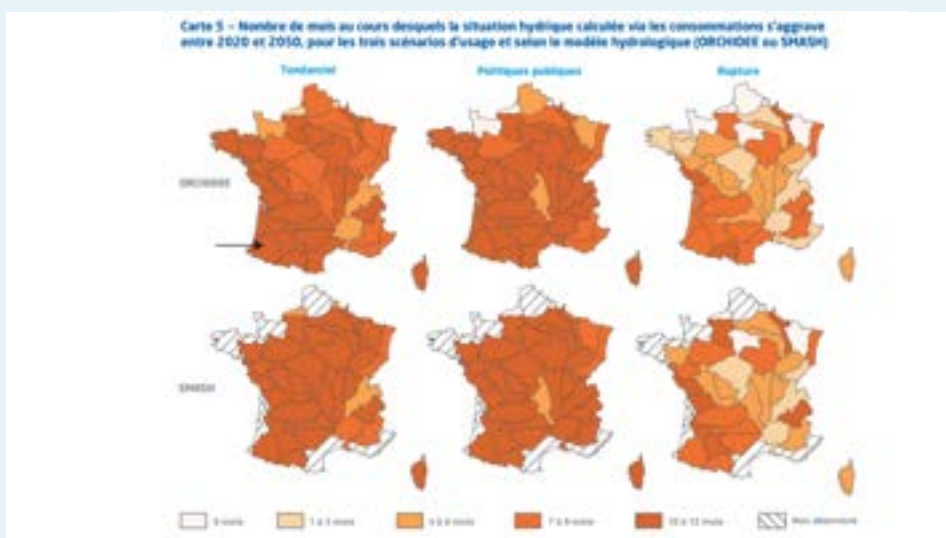 Carte 5 – Nombre de mois au cours desquels la situation hydrique calculée via les consommations s'aggrave
entre 2020 et 2050, pour les trois scénarios d'usage et selon le modèle hydrologique (ORCHIDEE ou SMASH)
Tendanciel Politiques publiques Rupture
ORCHIDEE
SMASH
0 mois 1 à 3 mois 4 à 6 mois 7 à 9 mois 10 à 12 mois Non déterminé